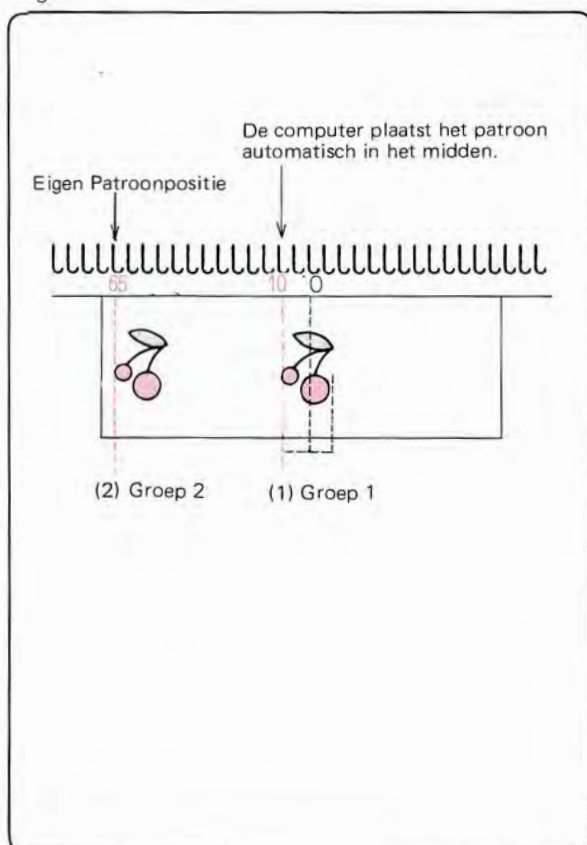 De computer plaatst het patroon
automatisch in het midden.
Eigen Patroonpositie
65 10 0
(2) Groep 2 (1) Groep 1